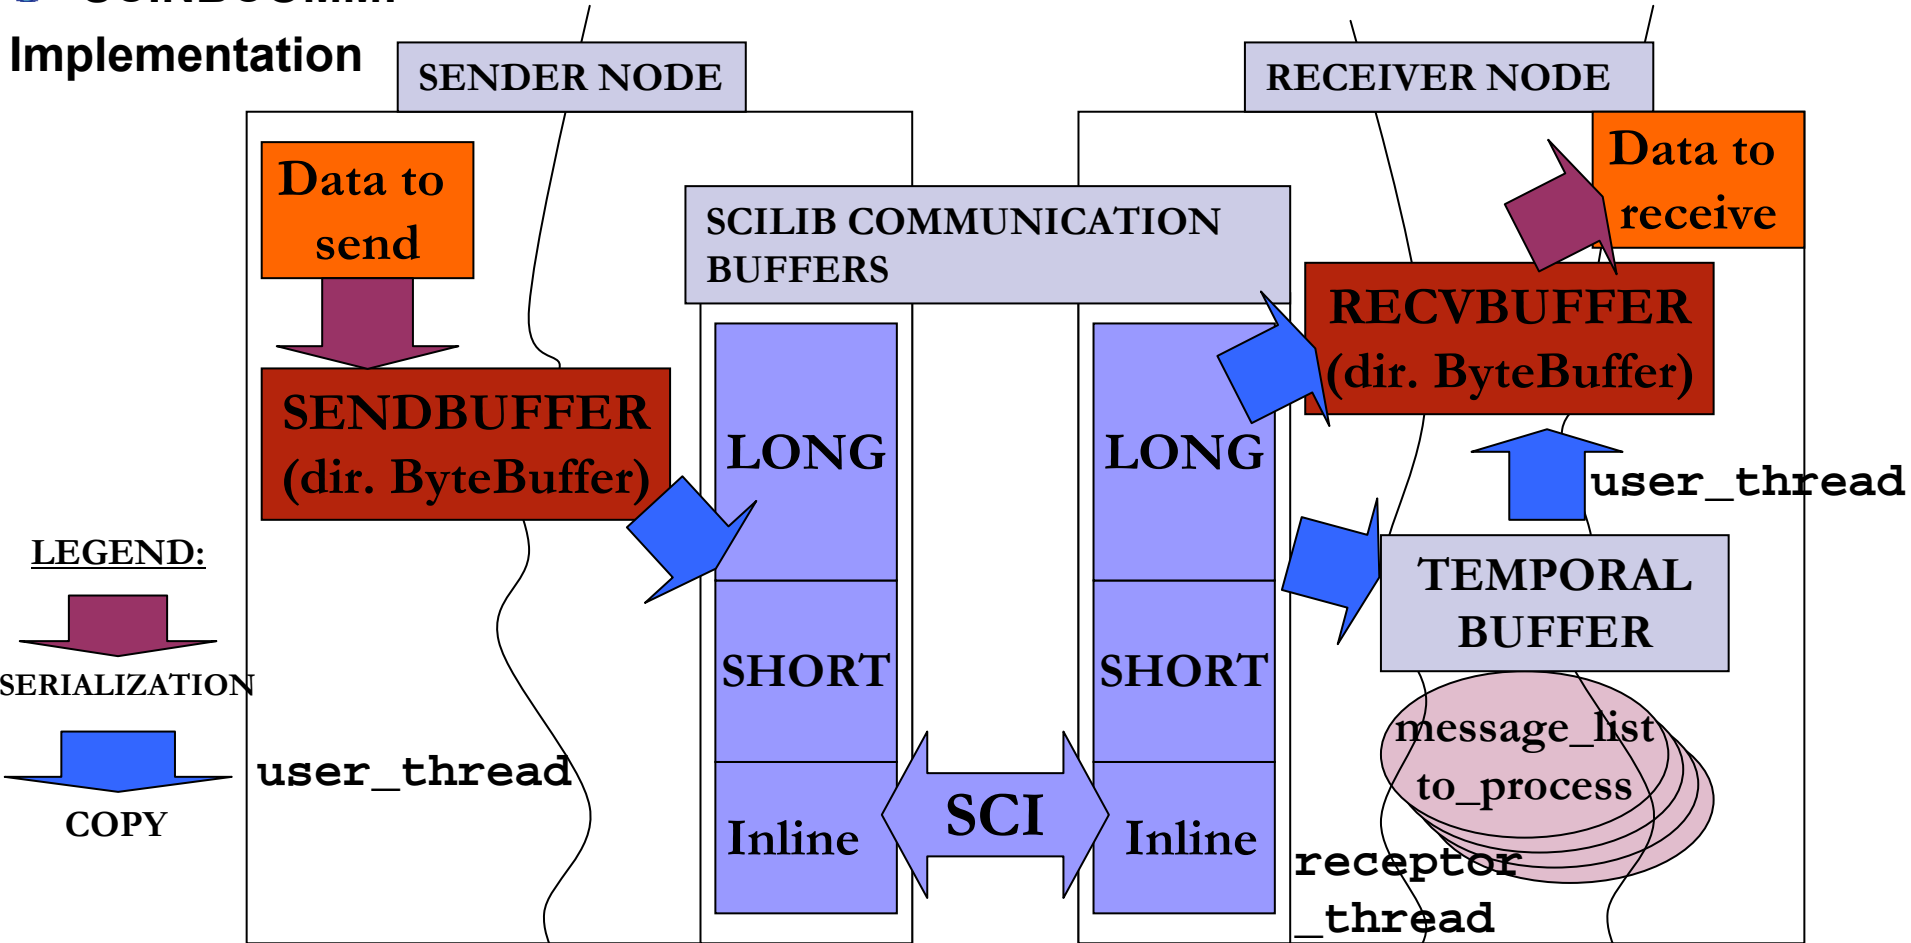 Implementation
SENDER NODE
RECEIVER NODE
Data to
send
Data to
receive
SCILIB COMMUNICATION
BUFFERS
RECVBUFFER
(dir. ByteBuffer)
SENDBUFFER
(dir. ByteBuffer)
LONG
LONG
user_thread
LEGEND:
TEMPORAL
BUFFER
SERIALIZATION
SHORT
SHORT
message_list
to_process
user_thread
COPY
Inline
SCI
Inline
receptor
_thread